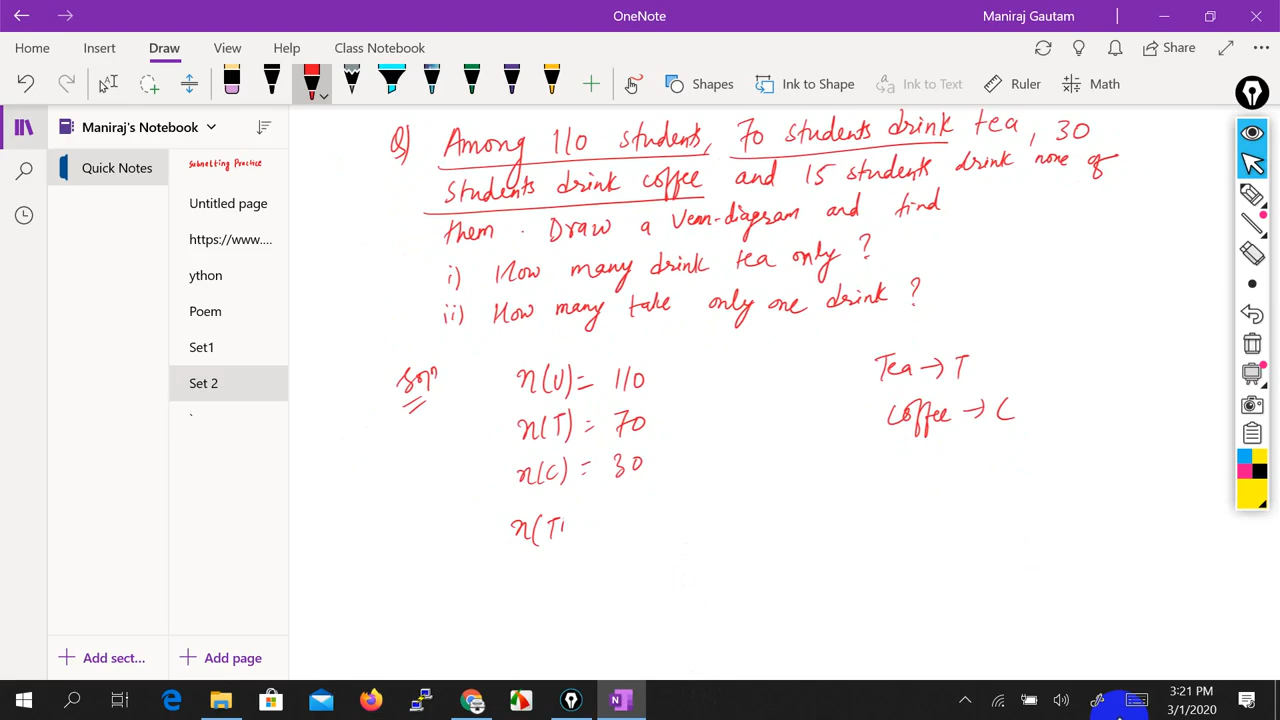 OneNote
Maniraj Gautam
Home Insert Draw View Help Class Notebook
Share
Shapes Ink to Shape Ink to Text Ruler Math
Maniraj's Notebook
Quick Notes
Subnetting Practice
Untitled page
https://www....
ython
Poem
Set1
Set 2
`
Add sect...
Add page
Q) Among 110 students, 70 students drink tea, 30
students drink coffee and 15 students drink none of
them. Draw a Venn-diagram and find
i) How many drink tea only?
ii) How many take only one drink?
Solⁿ
n(U) = 110
n(T) = 70
n(C) = 30
n(T
Tea → T
Coffee → C
3:21 PM
3/1/2020